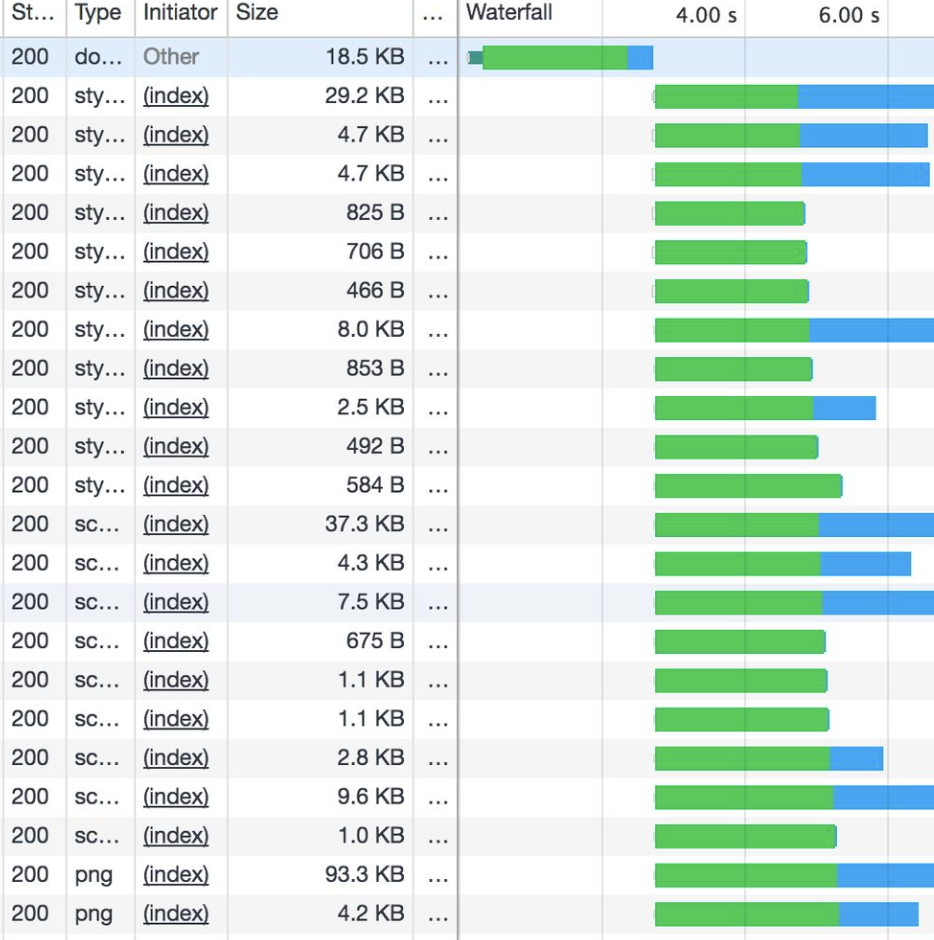 St... Type Initiator Size ... Waterfall 4.00 s 6.00 s
200 do... Other 18.5 KB ...
200 sty... (index) 29.2 KB ...
200 sty... (index) 4.7 KB ...
200 sty... (index) 4.7 KB ...
200 sty... (index) 825 B ...
200 sty... (index) 706 B ...
200 sty... (index) 466 B ...
200 sty... (index) 8.0 KB ...
200 sty... (index) 853 B ...
200 sty... (index) 2.5 KB ...
200 sty... (index) 492 B ...
200 sty... (index) 584 B ...
200 sc... (index) 37.3 KB ...
200 sc... (index) 4.3 KB ...
200 sc... (index) 7.5 KB ...
200 sc... (index) 675 B ...
200 sc... (index) 1.1 KB ...
200 sc... (index) 1.1 KB ...
200 sc... (index) 2.8 KB ...
200 sc... (index) 9.6 KB ...
200 sc... (index) 1.0 KB ...
200 png (index) 93.3 KB ...
200 png (index) 4.2 KB ...